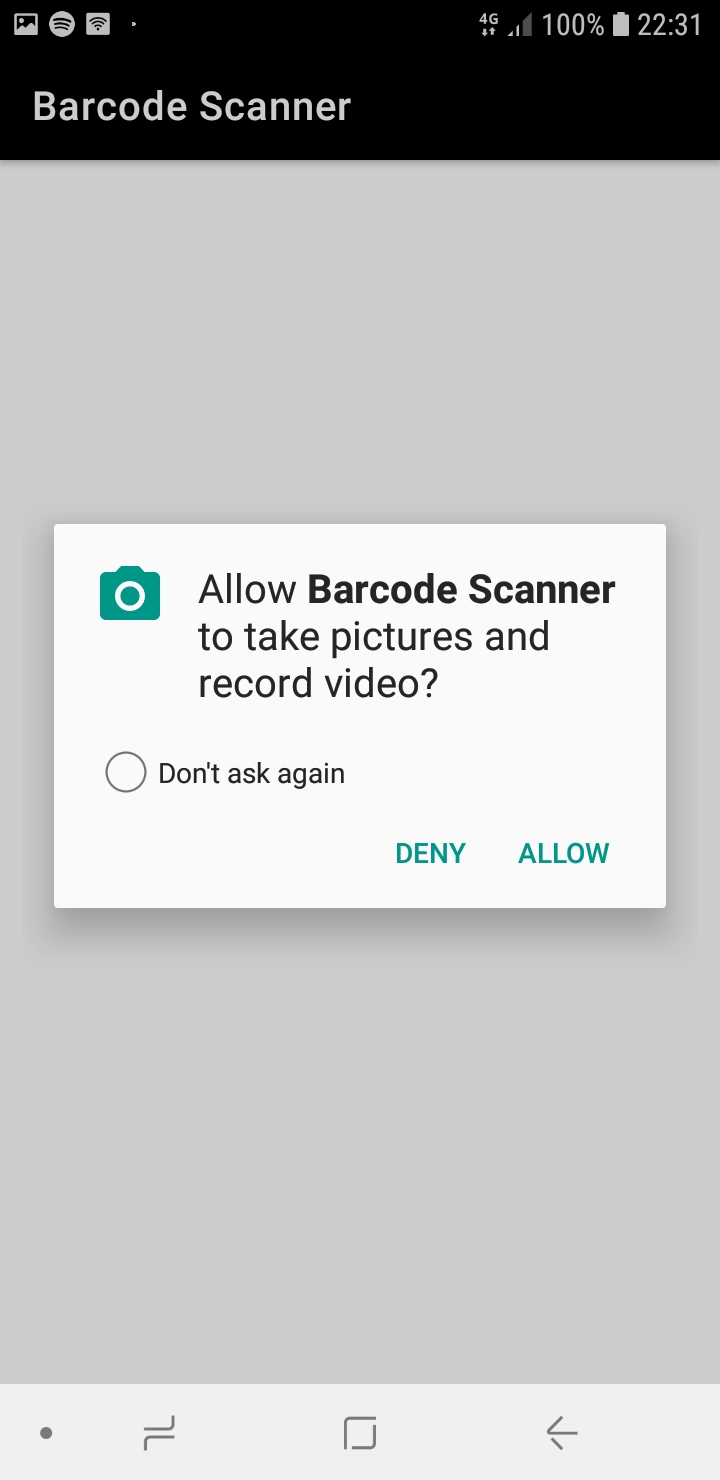 4G 100% 22:31
Barcode Scanner
Allow Barcode Scanner
to take pictures and
record video?
Don't ask again
DENY ALLOW